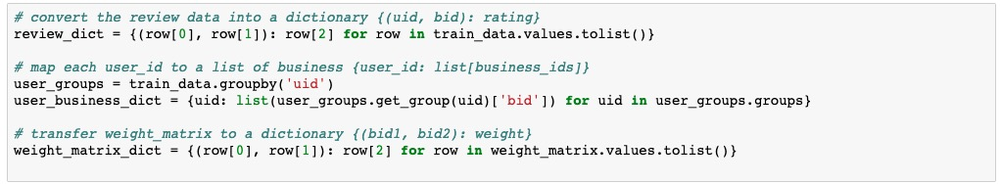 # convert the review data into a dictionary {(uid, bid): rating}
review_dict = {(row[0], row[1]): row[2] for row in train_data.values.tolist()}
# map each user_id to a list of business {user_id: list[business_ids]}
user_groups = train_data.groupby('uid')
user_business_dict = {uid: list(user_groups.get_group(uid)['bid']) for uid in user_groups.groups}
# transfer weight_matrix to a dictionary {(bid1, bid2): weight}
weight_matrix_dict = {(row[0], row[1]): row[2] for row in weight_matrix.values.tolist()}